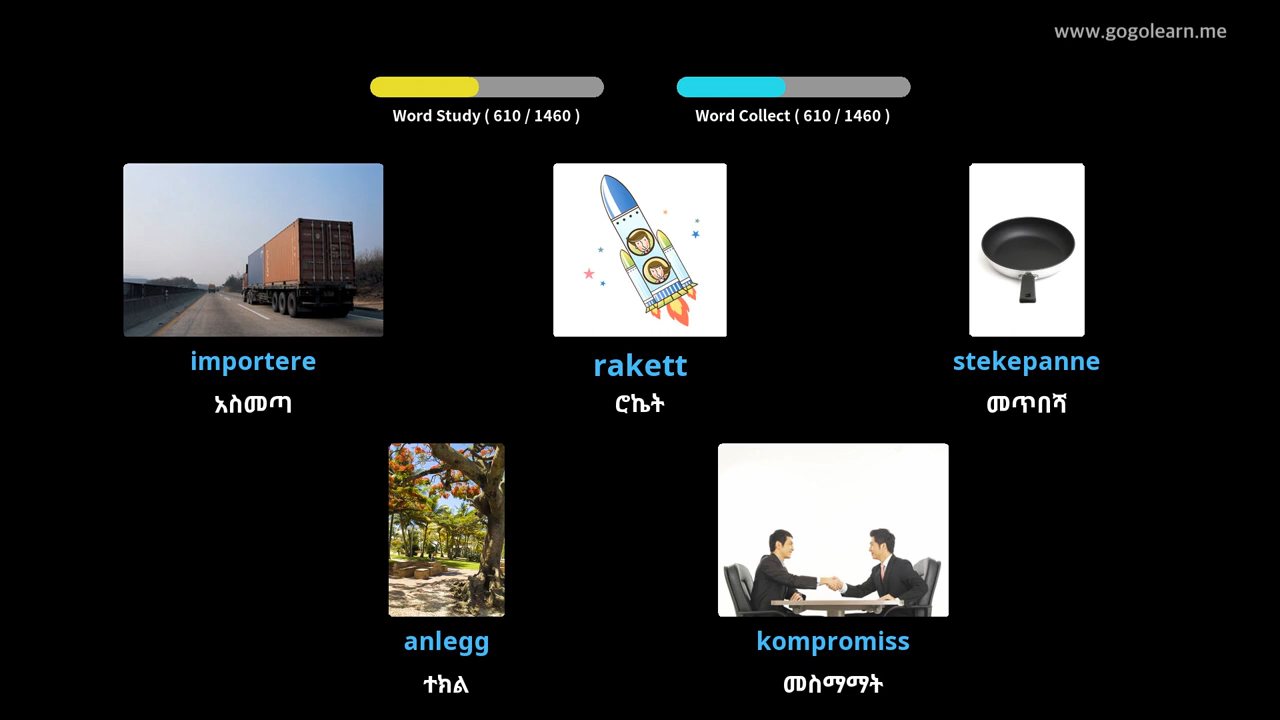 www.gogolearn.me
Word Study ( 610 / 1460 )
Word Collect ( 610 / 1460 )
importere
rakett
stekepanne
አስመጣ
ሮኬት
መጥበሻ
anlegg
kompromiss
ተክል
መስማማት